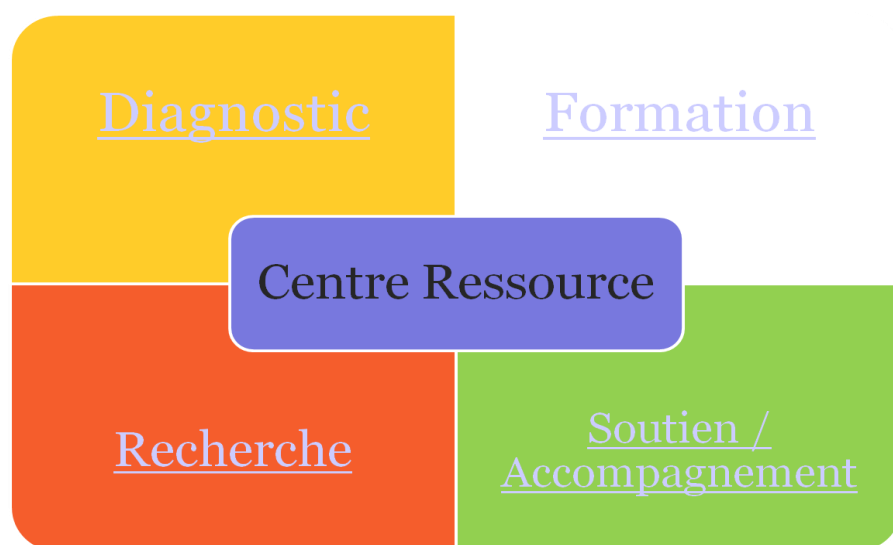 Diagnostic
Formation
Centre Ressource
Recherche
Soutien /
Accompagnement